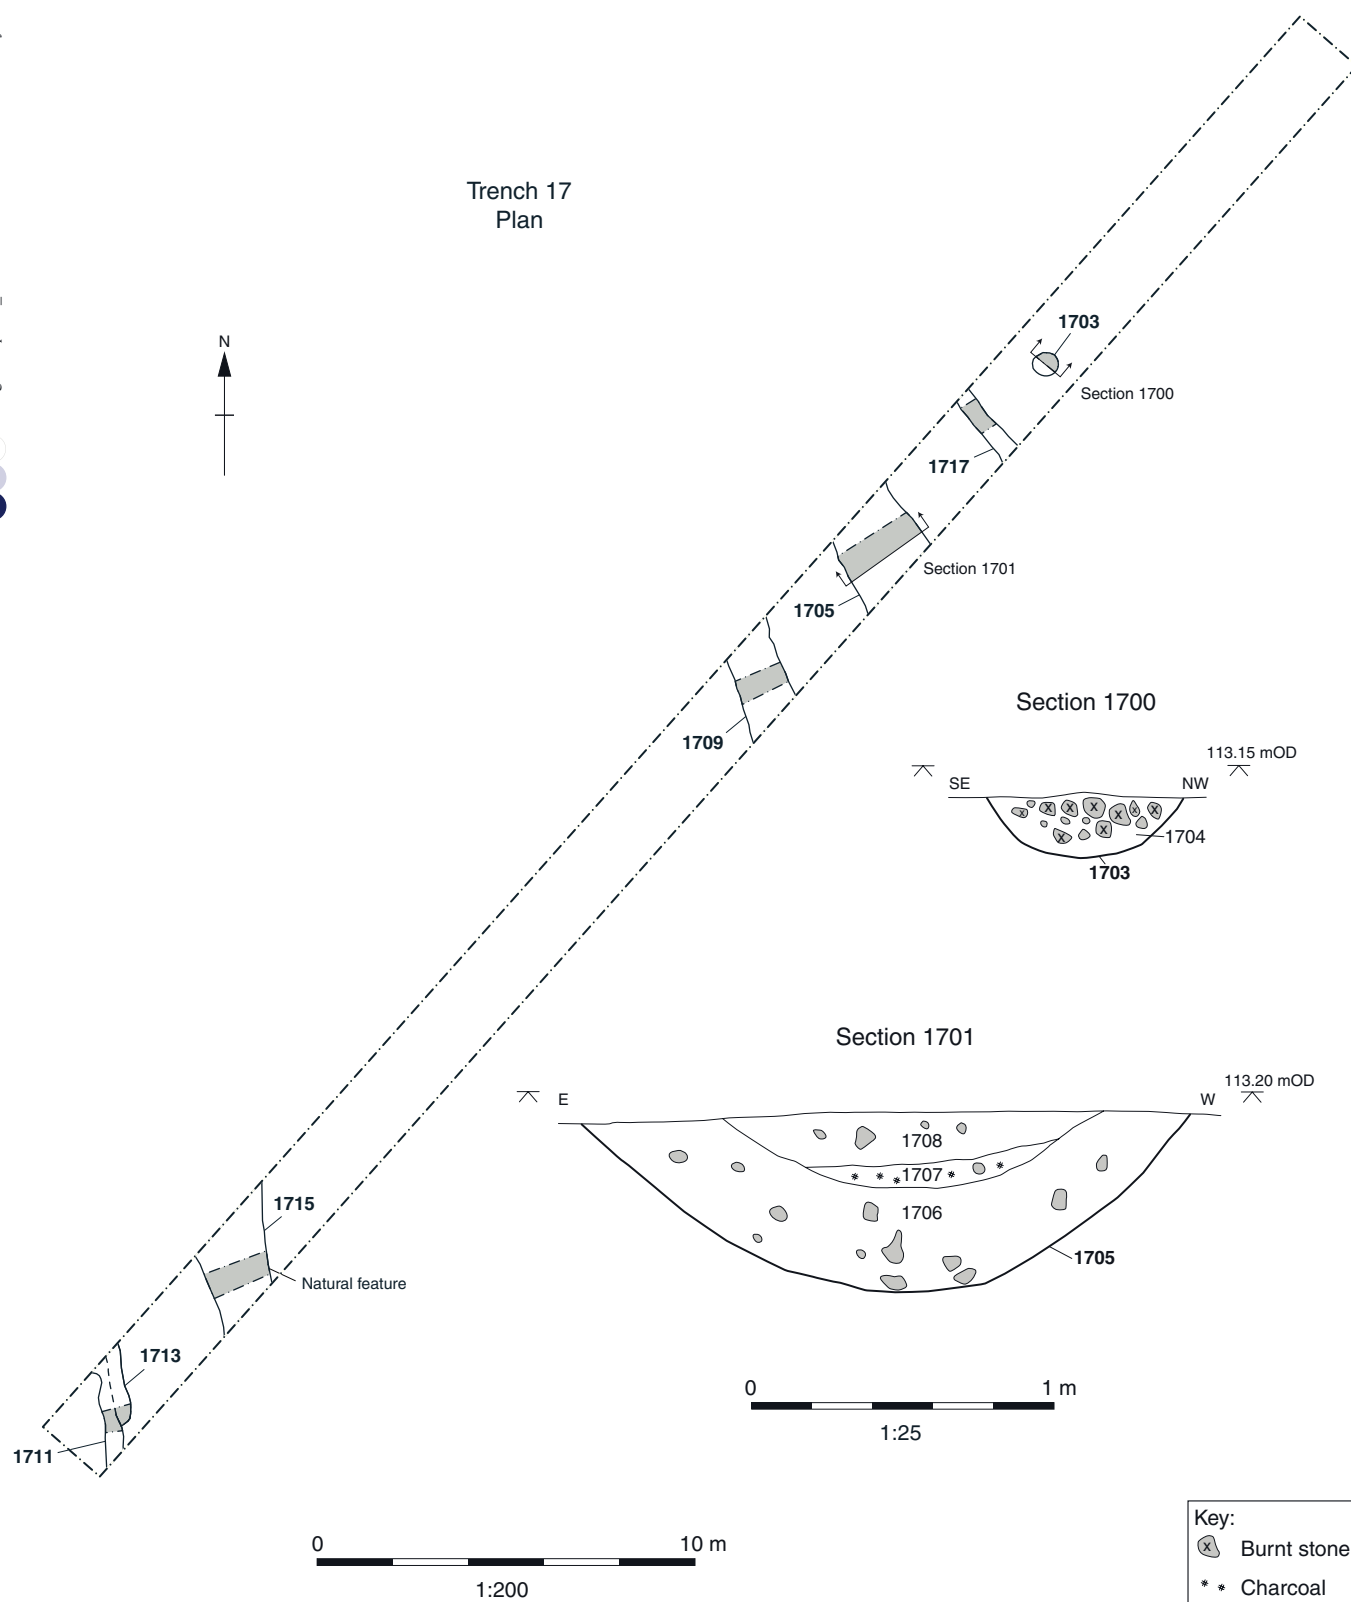 Trench 17
Plan
N
1703
Section 1700
1717
Section 1701
1705
1709
Section 1700
113.15 mOD
SE
NW
1704
1703
Section 1701
113.20 mOD
E
W
1708
1707
1706
1705
1715
Natural feature
1713
1711
0
1 m
1:25
0
10 m
1:200
Key:
x Burnt stone
Charcoal